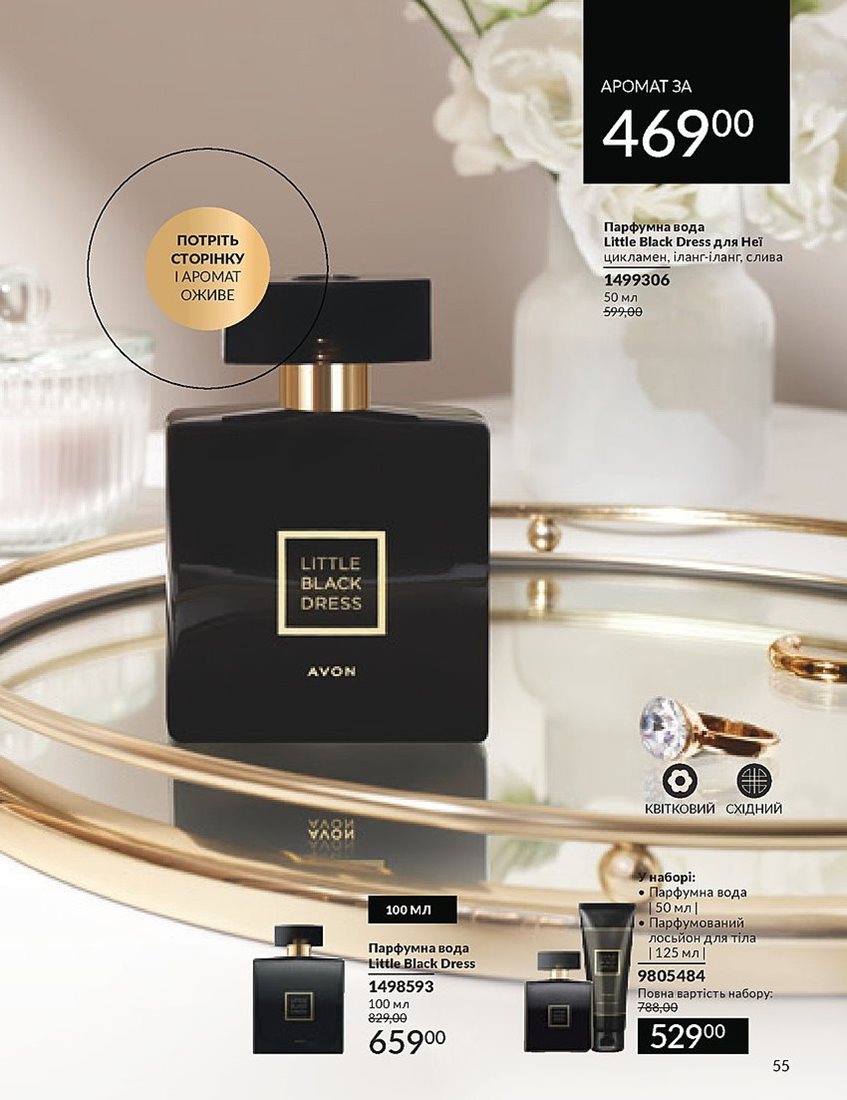 АРОМАТ ЗА
469⁰⁰
Парфумна вода
Little Black Dress для Неї
цикламен, іланг-іланг, слива
1499306
50 мл
599,00
ПОТРІТЬ
СТОРІНКУ
І АРОМАТ
ОЖИВЕ
LITTLE
BLACK
DRESS
AVON
AVON
КВІТКОВИЙ СХІДНИЙ
100 МЛ
Парфумна вода
Little Black Dress
1498593
100 мл
829,00
659⁰⁰
LITTLE
BLACK
DRESS
У наборі:
• Парфумна вода
| 50 мл |
• Парфумований
лосьйон для тіла
| 125 мл |
9805484
Повна вартість набору:
788,00
529⁰⁰
55